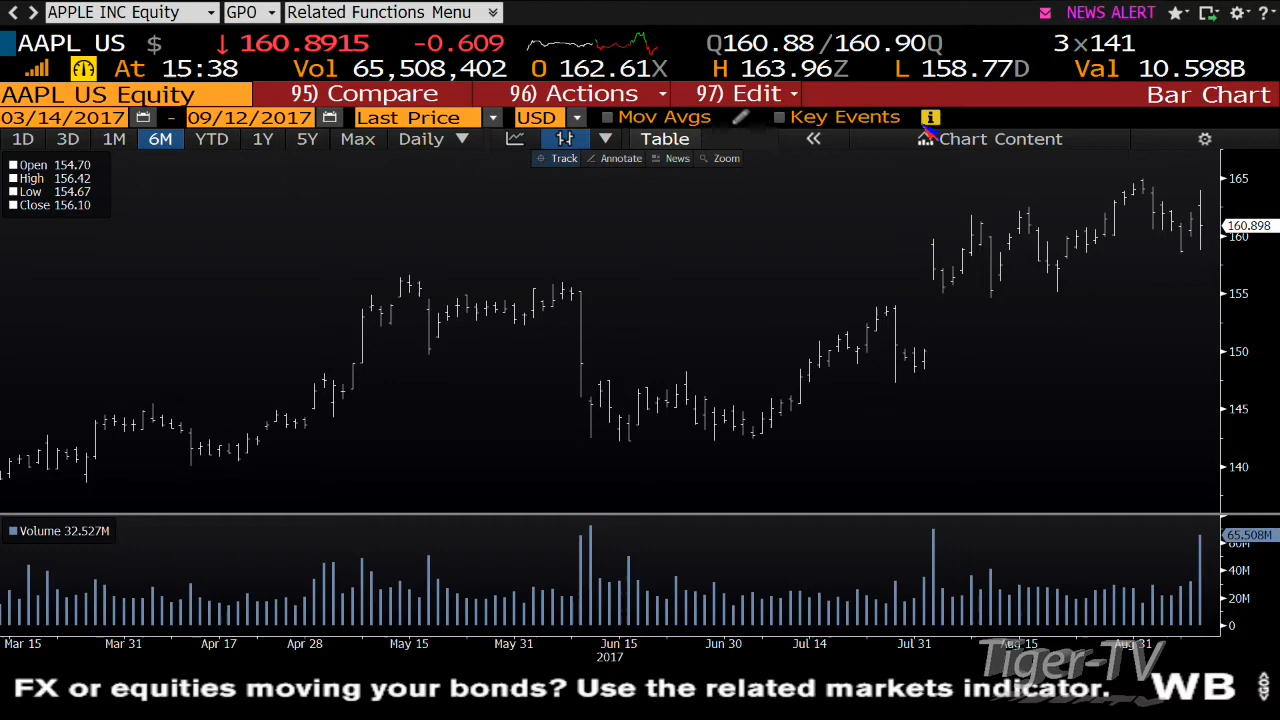 APPLE INC Equity GPO Related Functions Menu NEWS ALERT ?
AAPL US $ ↓ 160.8915 -0.609 Q160.88 / 160.90Q 3×141
At 15:38 Vol 65,508,402 O 162.61X H 163.96Z L 158.77D Val 10.598B
AAPL US Equity 95) Compare 96) Actions 97) Edit Bar Chart
03/14/2017 - 09/12/2017 Last Price USD Mov Avgs Key Events
1D 3D 1M 6M YTD 1Y 5Y Max Daily Table « Chart Content
Track Annotate News Zoom
Open 154.70
High 156.42
Low 154.67
Close 156.10
165
160.898
160
155
150
145
140
Volume 32.527M
65.508M
60M
40M
20M
0
Mar 15 Mar 31 Apr 17 Apr 28 May 15 May 31 Jun 15 Jun 30 Jul 14 Jul 31 Aug 15 Aug 31
2017
Tiger-TV
FX or equities moving your bonds? Use the related markets indicator. WB